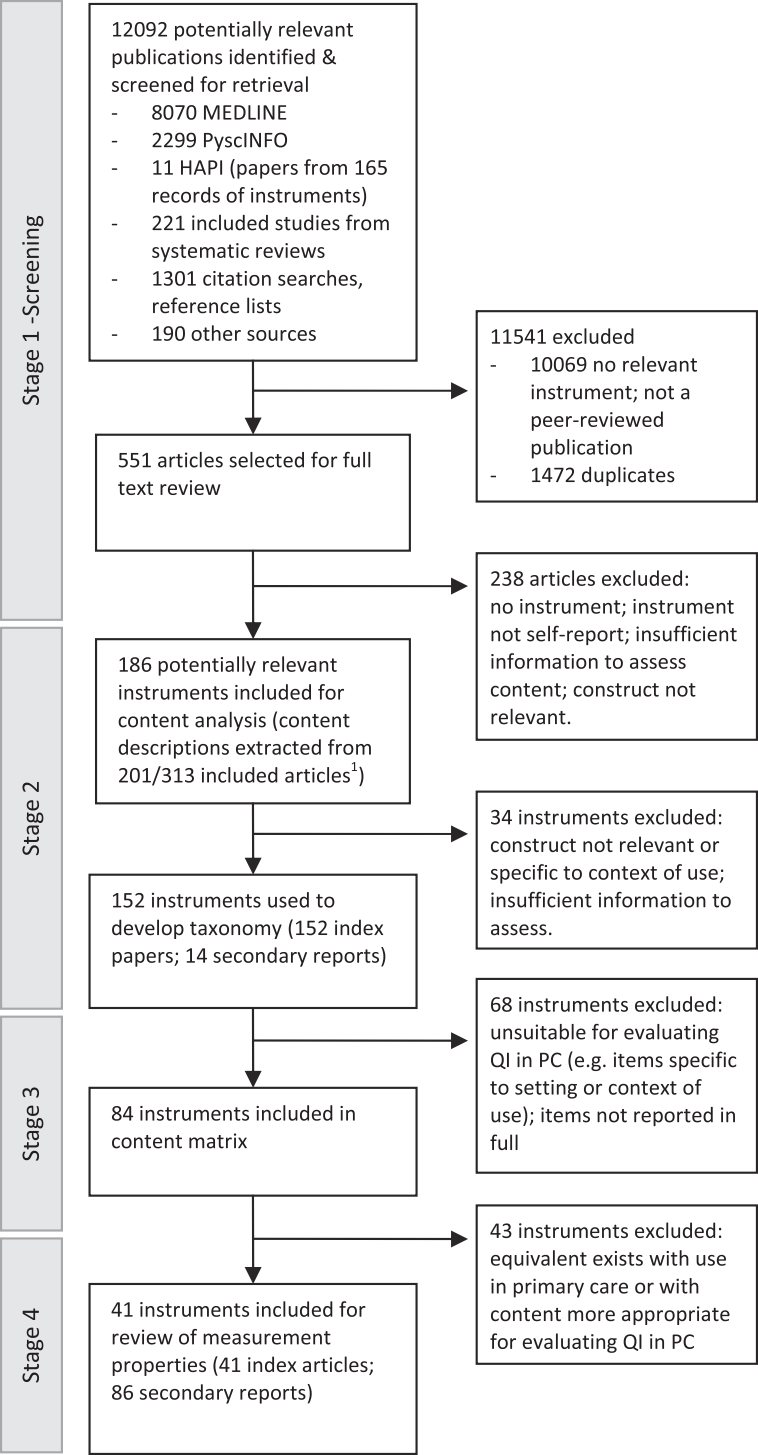 Stage 1 -Screening
12092 potentially relevant
publications identified &
screened for retrieval
- 8070 MEDLINE
- 2299 PyscINFO
- 11 HAPI (papers from 165
records of instruments)
- 221 included studies from
systematic reviews
- 1301 citation searches,
reference lists
- 190 other sources
11541 excluded
- 10069 no relevant
instrument; not a
peer-reviewed
publication
- 1472 duplicates
551 articles selected for full
text review
238 articles excluded:
no instrument; instrument
not self-report; insufficient
information to assess
content; construct not
relevant.
Stage 2
186 potentially relevant
instruments included for
content analysis (content
descriptions extracted from
201/313 included articles¹)
34 instruments excluded:
construct not relevant or
specific to context of use;
insufficient information to
assess.
152 instruments used to
develop taxonomy (152 index
papers; 14 secondary reports)
68 instruments excluded:
unsuitable for evaluating
QI in PC (e.g. items specific
to setting or context of
use); items not reported in
full
Stage 3
84 instruments included in
content matrix
43 instruments excluded:
equivalent exists with use
in primary care or with
content more appropriate
for evaluating QI in PC
Stage 4
41 instruments included for
review of measurement
properties (41 index articles;
86 secondary reports)